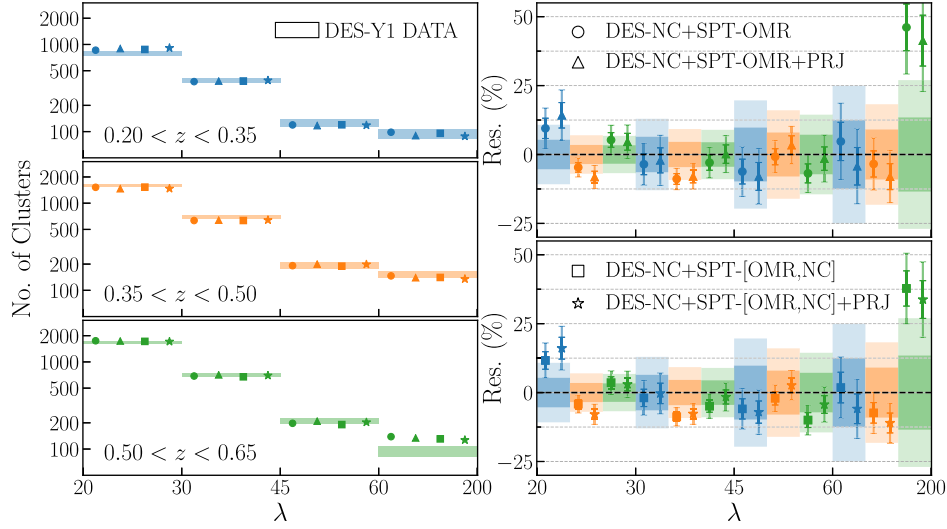 2000
1000
500
200
100
DES-Y1 DATA
0.20 < z < 0.35
No. of Clusters
2000
1000
500
200
100
0.35 < z < 0.50
2000
1000
500
200
100
0.50 < z < 0.65
20 30 45 60 200
λ
Res. (%)
50
25
0
−25
DES-NC+SPT-OMR
DES-NC+SPT-OMR+PRJ
Res. (%)
50
25
0
−25
DES-NC+SPT-[OMR,NC]
DES-NC+SPT-[OMR,NC]+PRJ
20 30 45 60 200
λ